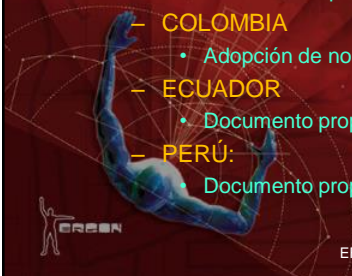 – COLOMBIA
• Adopción de no
– ECUADOR
• Documento prop
– PERÚ:
• Documento prop
ERGON